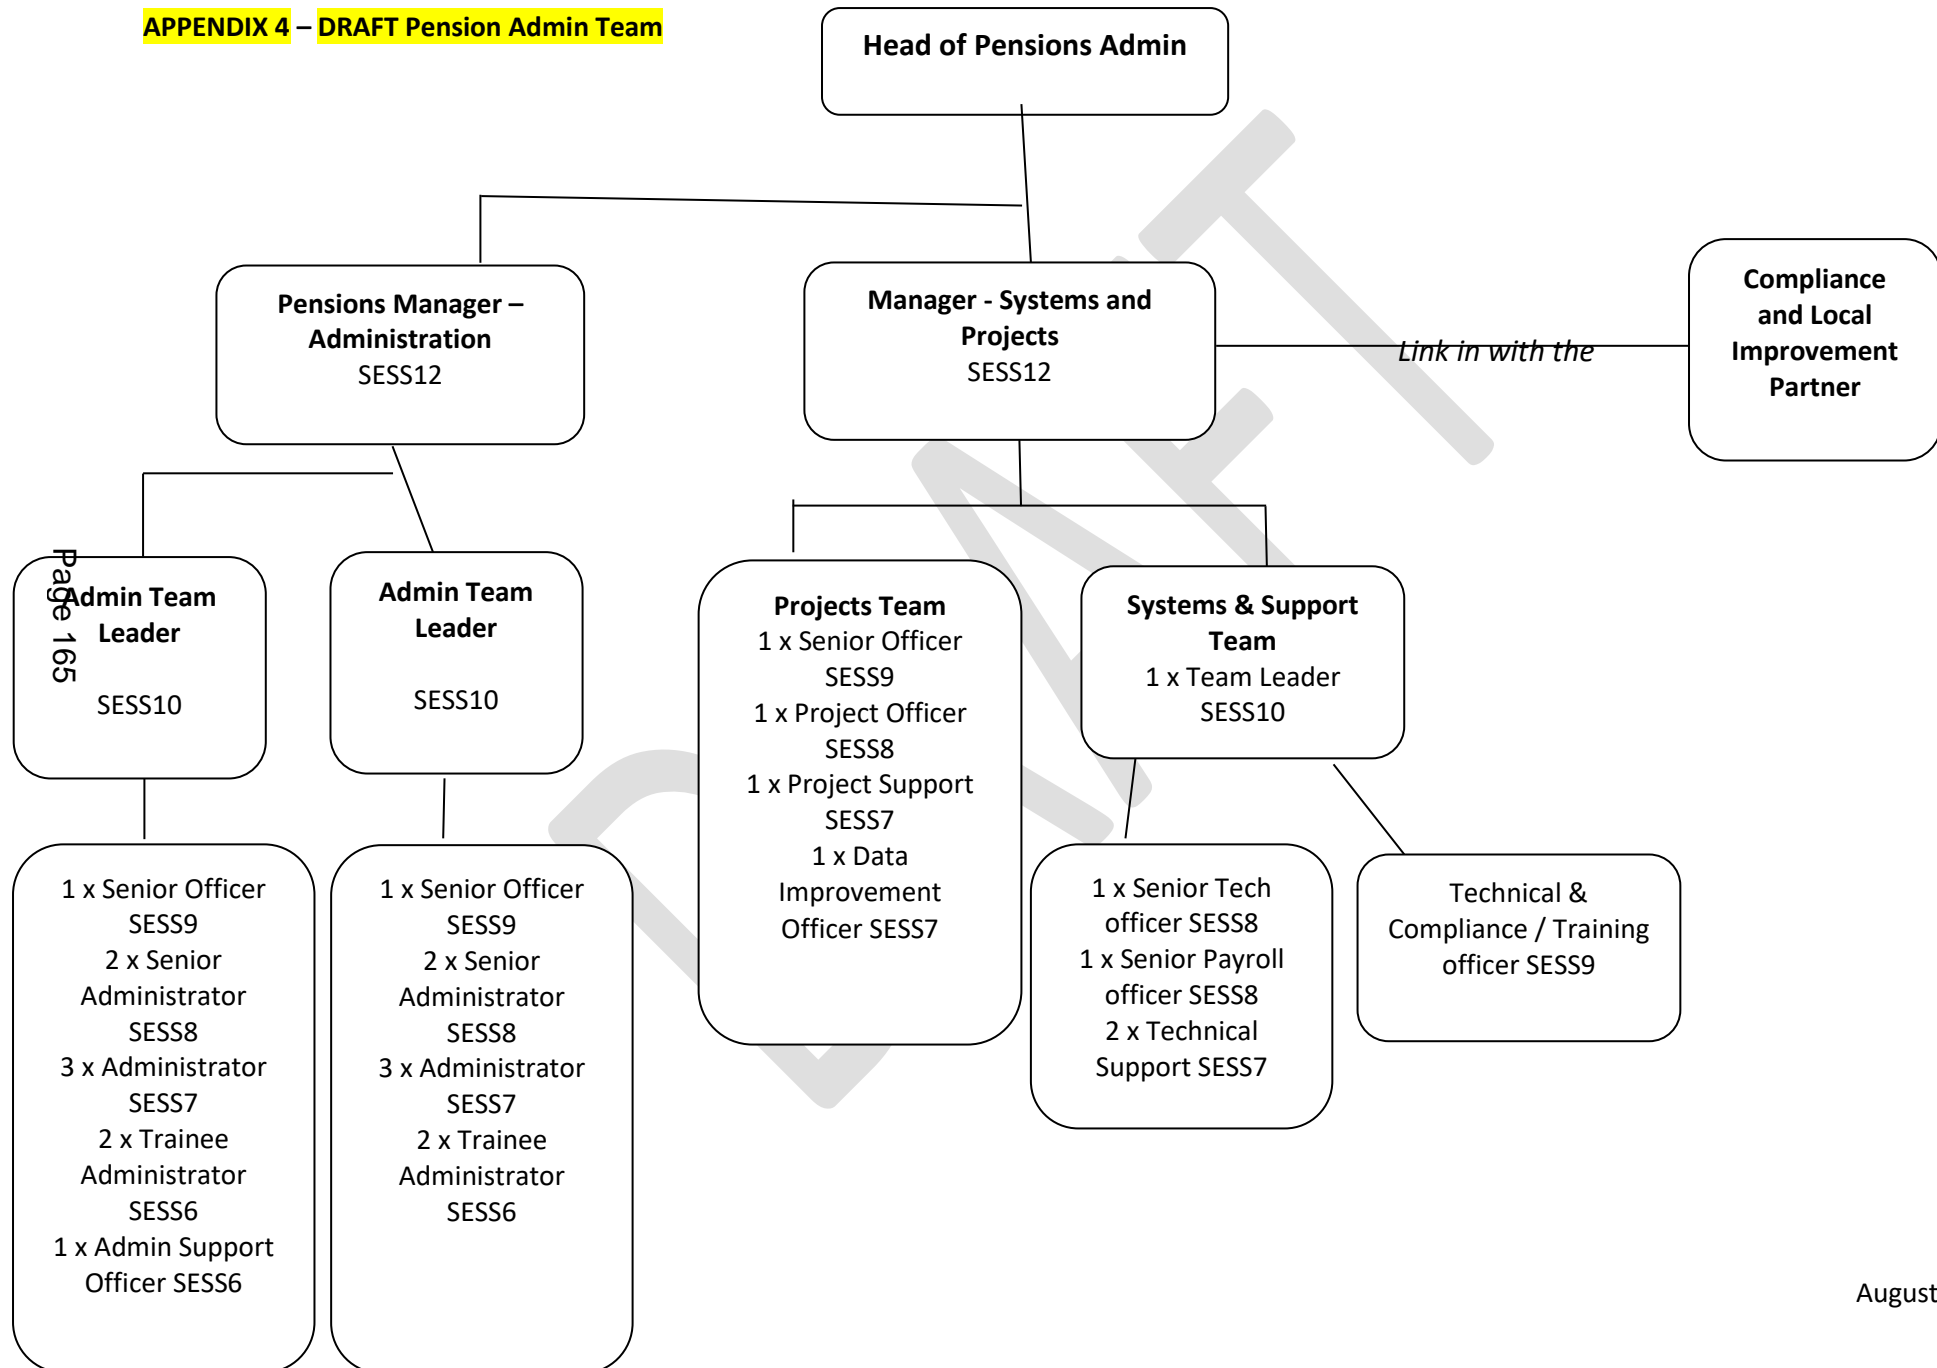 APPENDIX 4 – DRAFT Pension Admin Team
Head of Pensions Admin
Pensions Manager –
Administration
SESS12
Manager - Systems and
Projects
SESS12
Link in with the
Compliance
and Local
Improvement
Partner
Page 165
Admin Team
Leader
SESS10
Admin Team
Leader
SESS10
Projects Team
1 x Senior Officer
SESS9
1 x Project Officer
SESS8
1 x Project Support
SESS7
1 x Data
Improvement
Officer SESS7
Systems & Support
Team
1 x Team Leader
SESS10
1 x Senior Officer
SESS9
2 x Senior
Administrator
SESS8
3 x Administrator
SESS7
2 x Trainee
Administrator
SESS6
1 x Admin Support
Officer SESS6
1 x Senior Officer
SESS9
2 x Senior
Administrator
SESS8
3 x Administrator
SESS7
2 x Trainee
Administrator
SESS6
1 x Senior Tech
officer SESS8
1 x Senior Payroll
officer SESS8
2 x Technical
Support SESS7
Technical &
Compliance / Training
officer SESS9
August
DRAFT